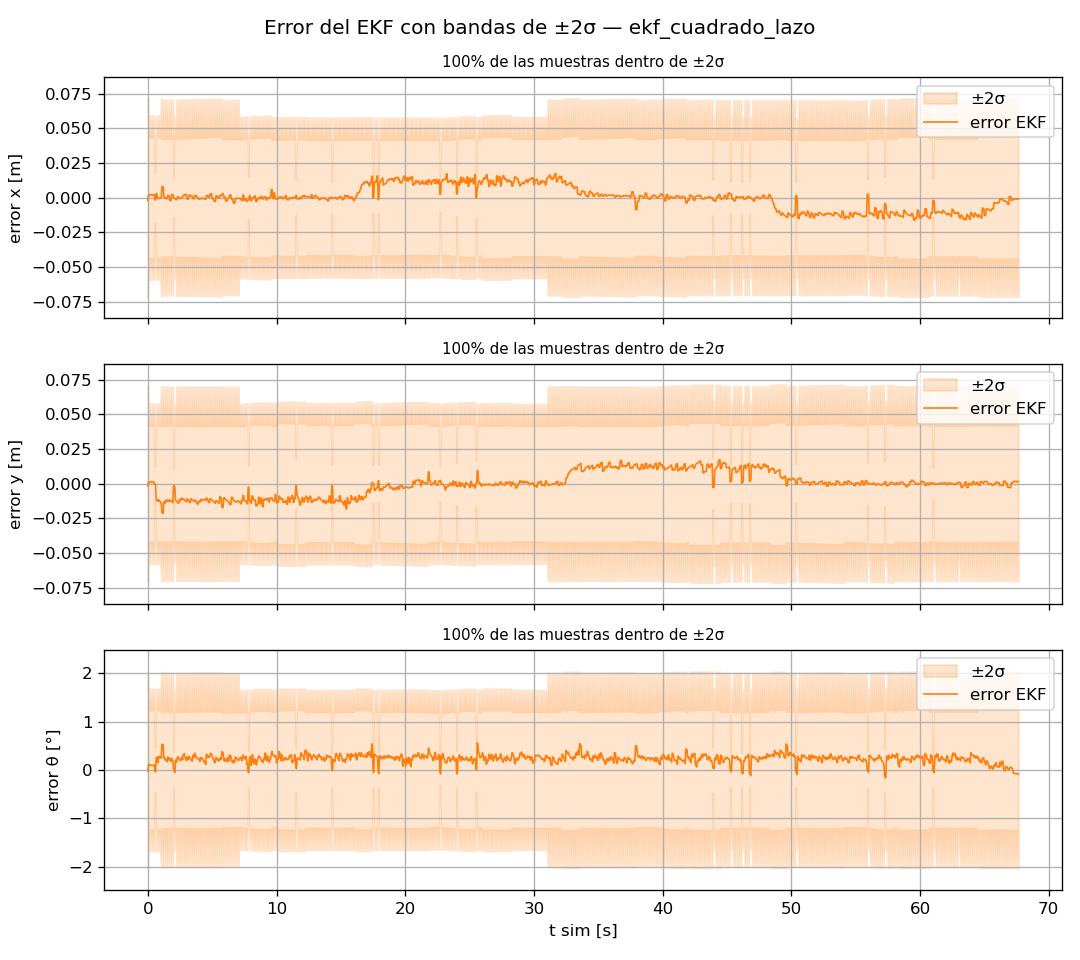 Error del EKF con bandas de ±2σ — ekf_cuadrado_lazo
100% de las muestras dentro de ±2σ
0.075
0.050
0.025
0.000
−0.025
−0.050
−0.075
error x [m]
±2σ
error EKF
100% de las muestras dentro de ±2σ
0.075
0.050
0.025
0.000
−0.025
−0.050
−0.075
error y [m]
±2σ
error EKF
100% de las muestras dentro de ±2σ
2
1
0
−1
−2
error θ [°]
±2σ
error EKF
0 10 20 30 40 50 60 70
t sim [s]